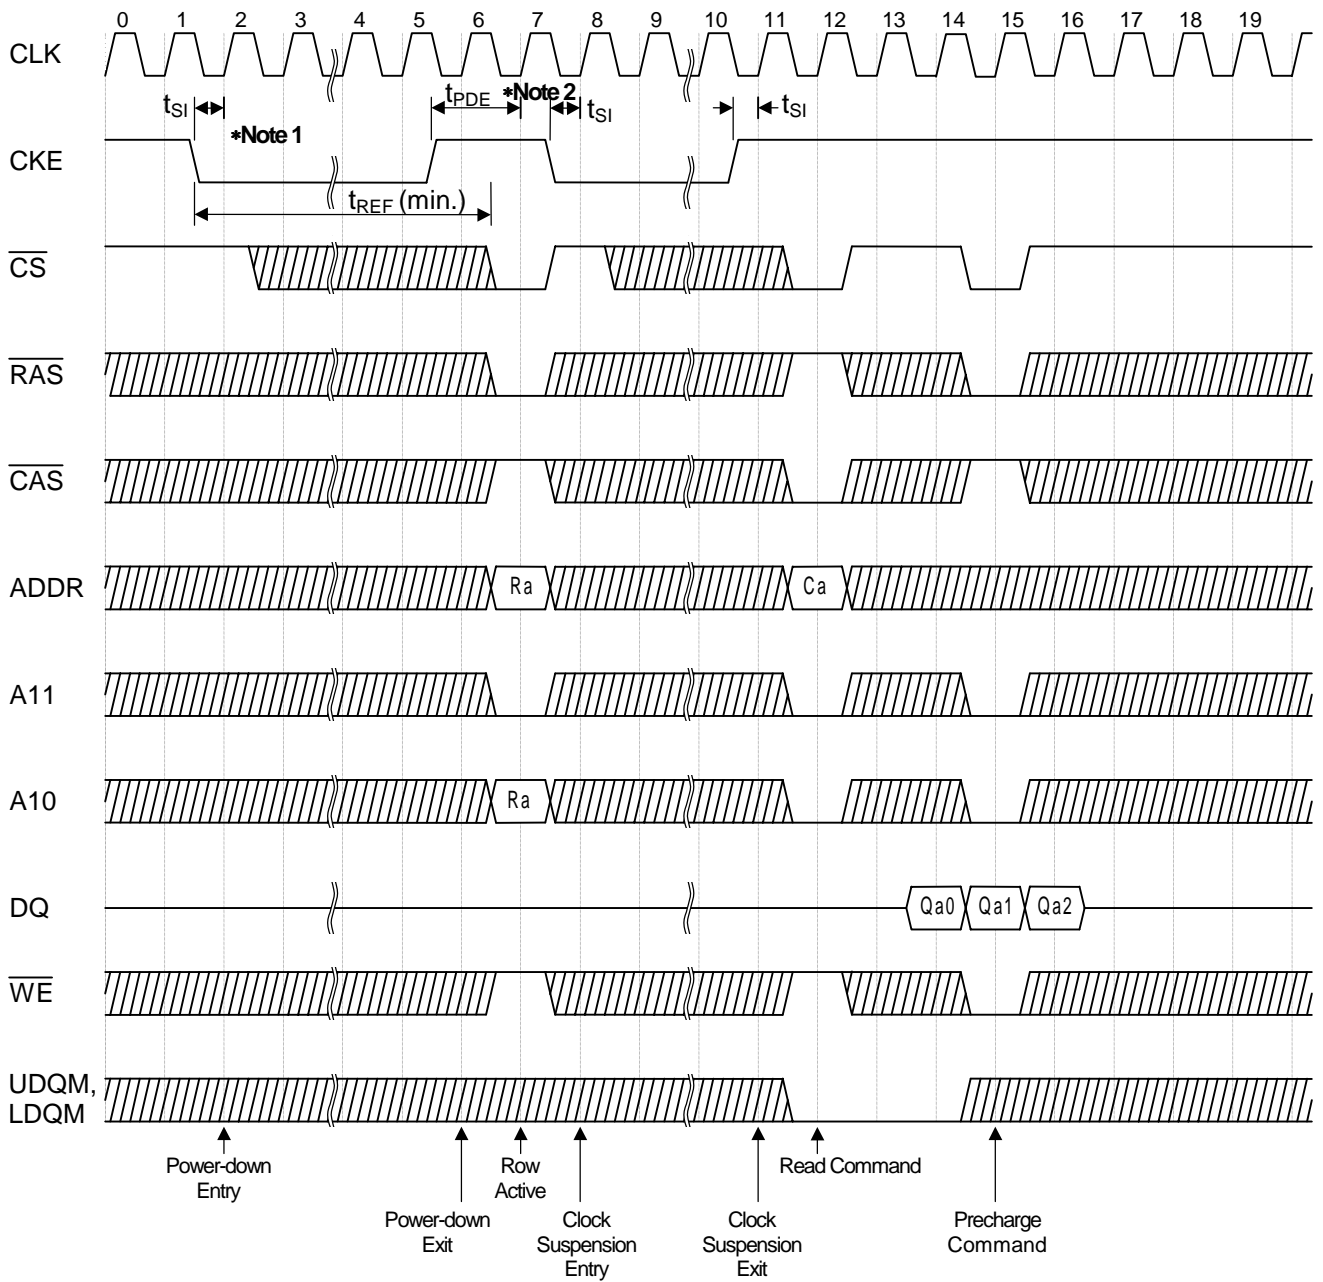 0 1 2 3 4 5 6 7 8 9 10 11 12 13 14 15 16 17 18 19
CLK
tSI
tPDE
*Note 2
tSI
tSI
*Note 1
CKE
tREF (min.)
CS
RAS
CAS
ADDR
Ra
Ca
A11
A10
Ra
DQ
Qa0
Qa1
Qa2
WE
UDQM,
LDQM
Power-down
Entry
Row
Active
Read Command
Power-down
Exit
Clock
Suspension
Entry
Clock
Suspension
Exit
Precharge
Command